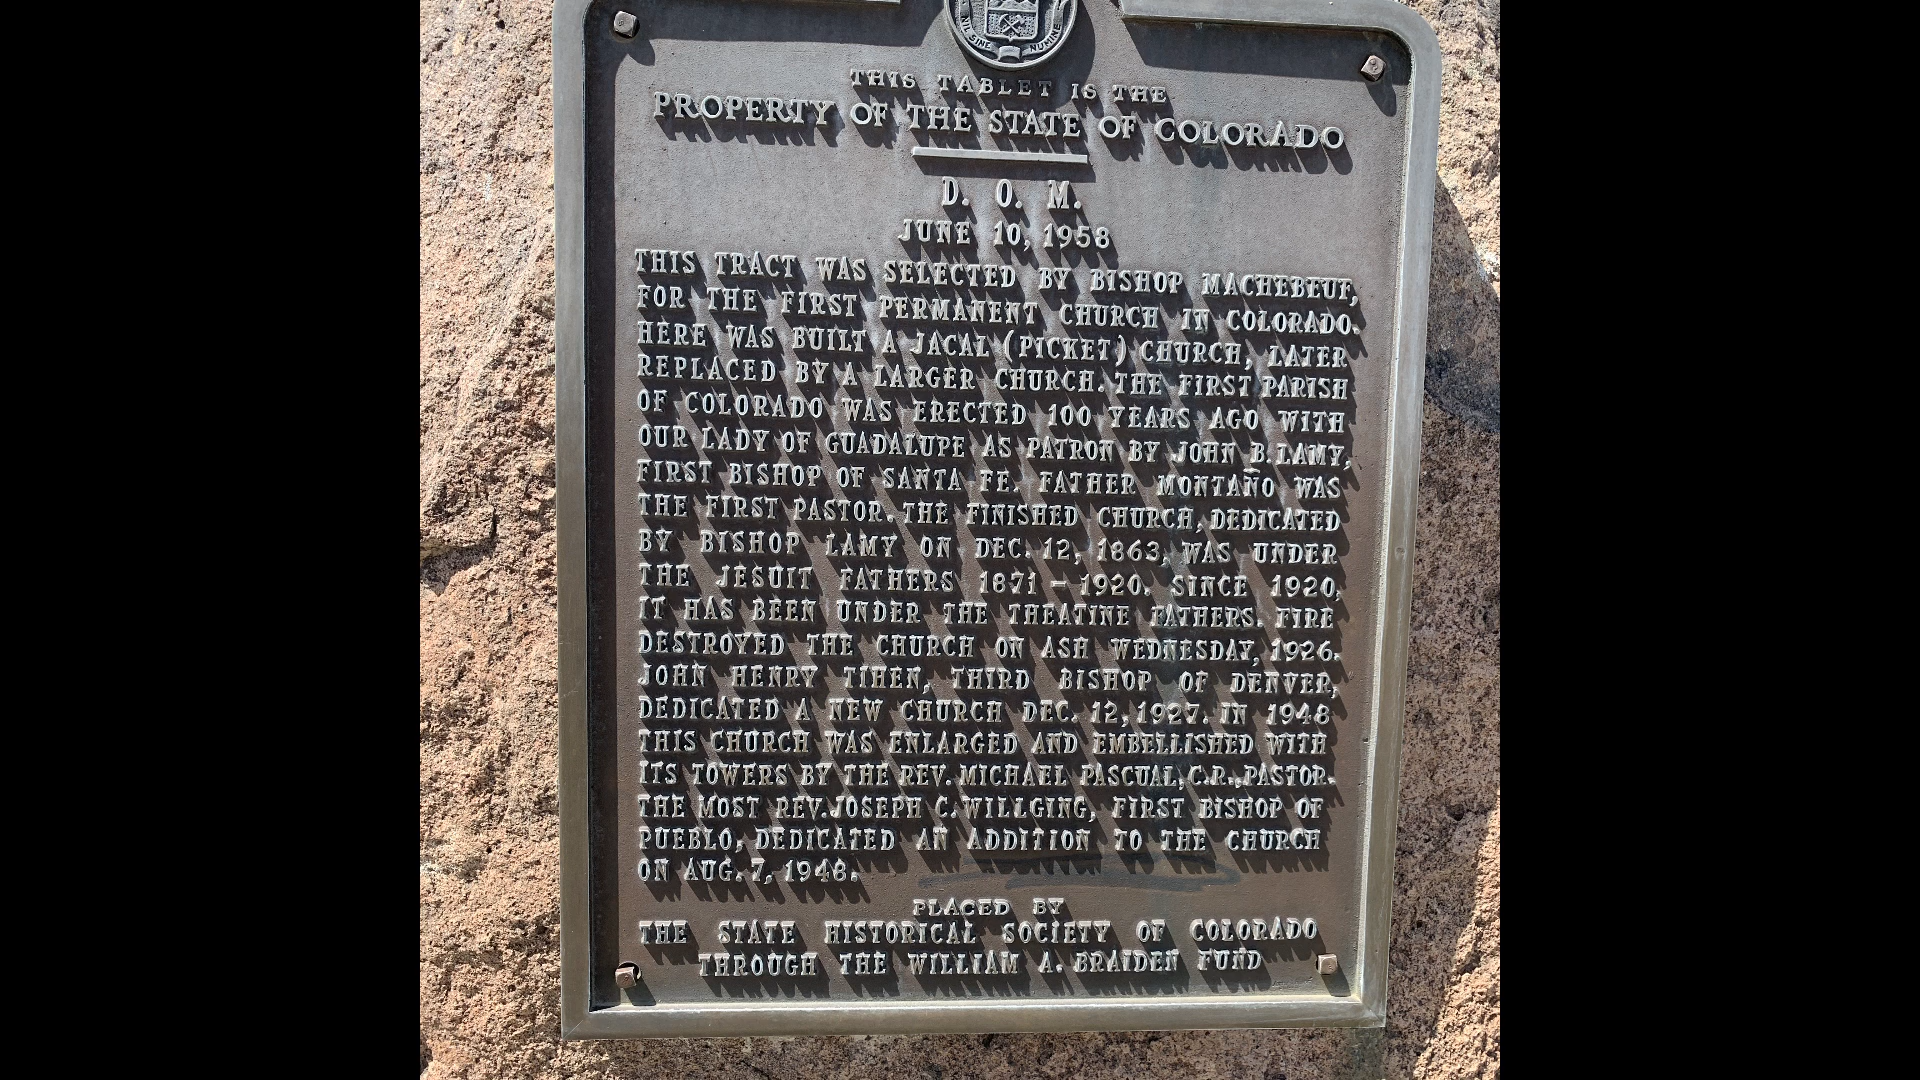 NIL SINE NUMINE
THIS TABLET IS THE
PROPERTY OF THE STATE OF COLORADO
D. O. M.
JUNE 10, 1958
THIS TRACT WAS SELECTED BY BISHOP MACHEBEUF,
FOR THE FIRST PERMANENT CHURCH IN COLORADO.
HERE WAS BUILT A JACAL (PICKET) CHURCH, LATER
REPLACED BY A LARGER CHURCH. THE FIRST PARISH
OF COLORADO WAS ERECTED 100 YEARS AGO WITH
OUR LADY OF GUADALUPE AS PATRON BY JOHN B. LAMY,
FIRST BISHOP OF SANTA FE. FATHER MONTAÑO WAS
THE FIRST PASTOR. THE FINISHED CHURCH, DEDICATED
BY BISHOP LAMY ON DEC. 12, 1863, WAS UNDER
THE JESUIT FATHERS 1871 – 1920. SINCE 1920,
IT HAS BEEN UNDER THE THEATINE FATHERS. FIRE
DESTROYED THE CHURCH ON ASH WEDNESDAY, 1926.
JOHN HENRY TIHEN, THIRD BISHOP OF DENVER,
DEDICATED A NEW CHURCH DEC. 12, 1927. IN 1948
THIS CHURCH WAS ENLARGED AND EMBELLISHED WITH
ITS TOWERS BY THE REV. MICHAEL PASCUAL, C.R., PASTOR.
THE MOST REV. JOSEPH C. WILLGING, FIRST BISHOP OF
PUEBLO, DEDICATED AN ADDITION TO THE CHURCH
ON AUG. 7, 1948.
PLACED BY
THE STATE HISTORICAL SOCIETY OF COLORADO
THROUGH THE WILLIAM A. BRAIDEN FUND